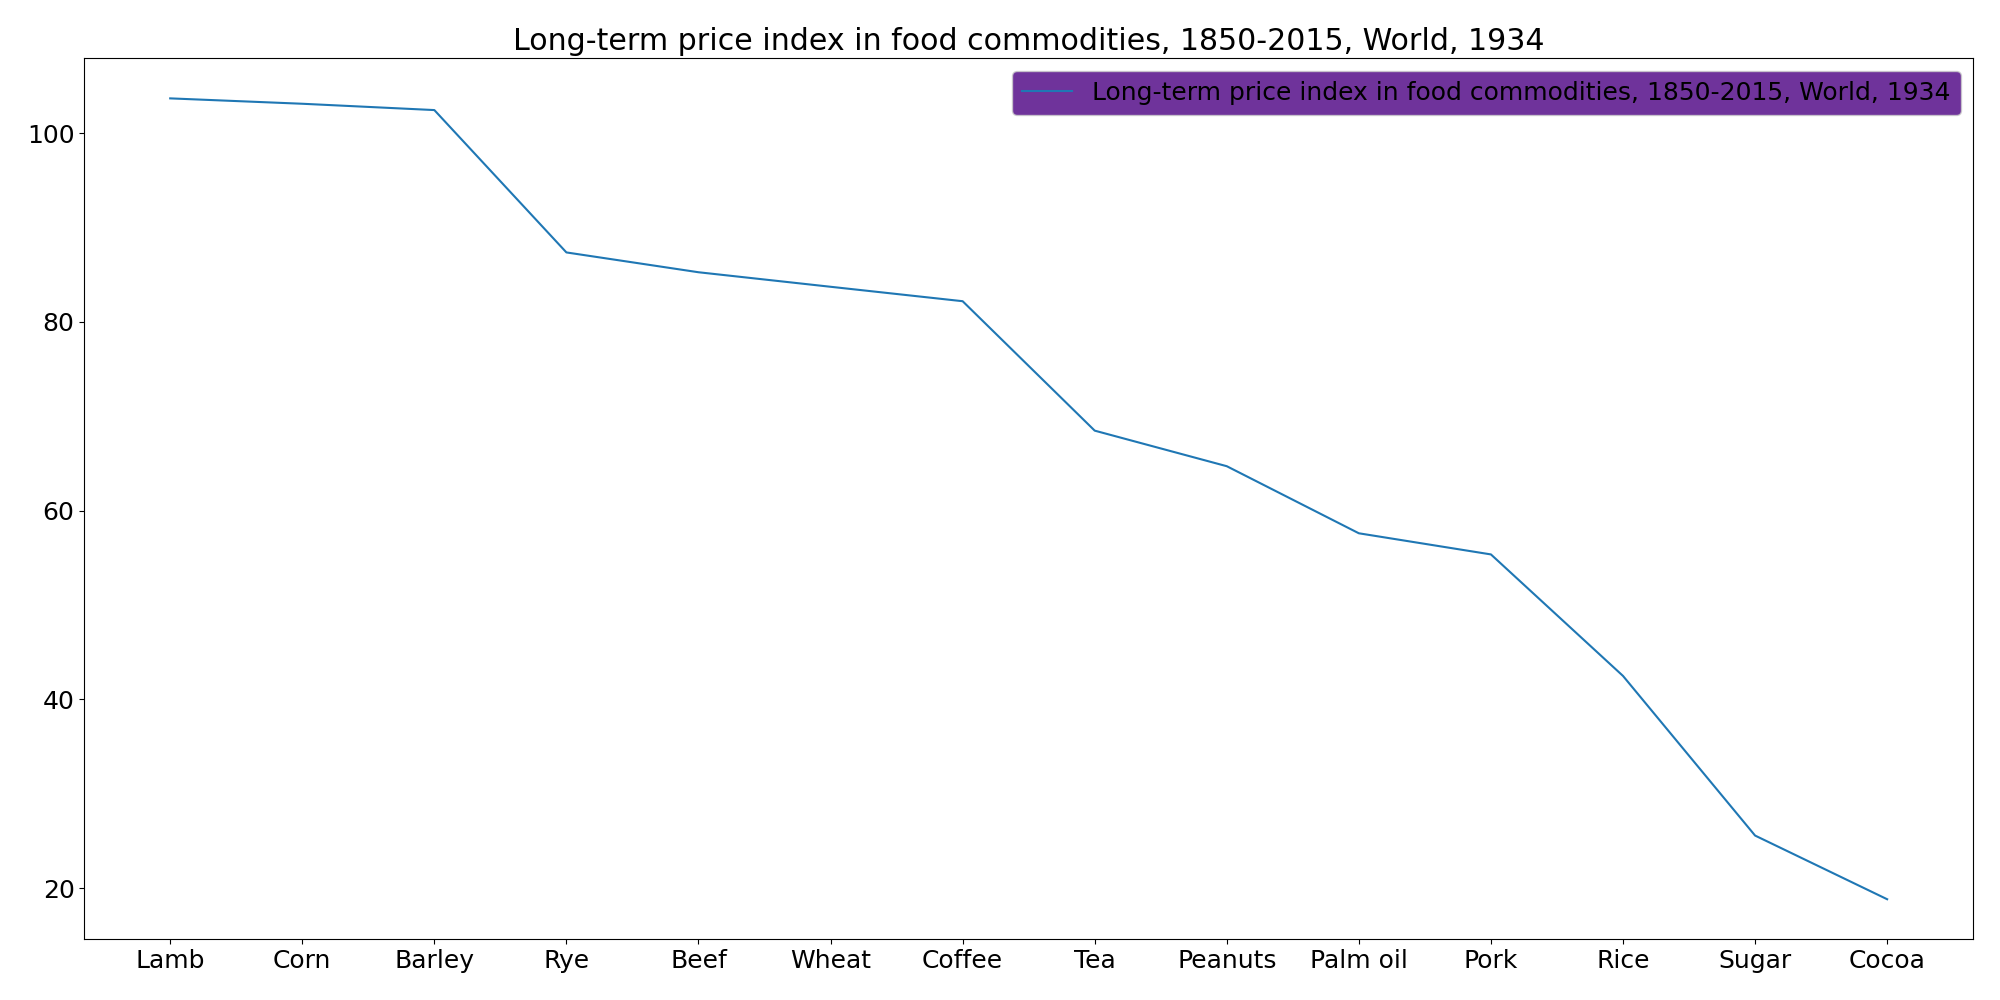 Long-term price index in food commodities, 1850-2015, World, 1934
Long-term price index in food commodities, 1850-2015, World, 1934
100
80
60
40
20
Lamb Corn Barley Rye Beef Wheat Coffee Tea Peanuts Palm oil Pork Rice Sugar Cocoa